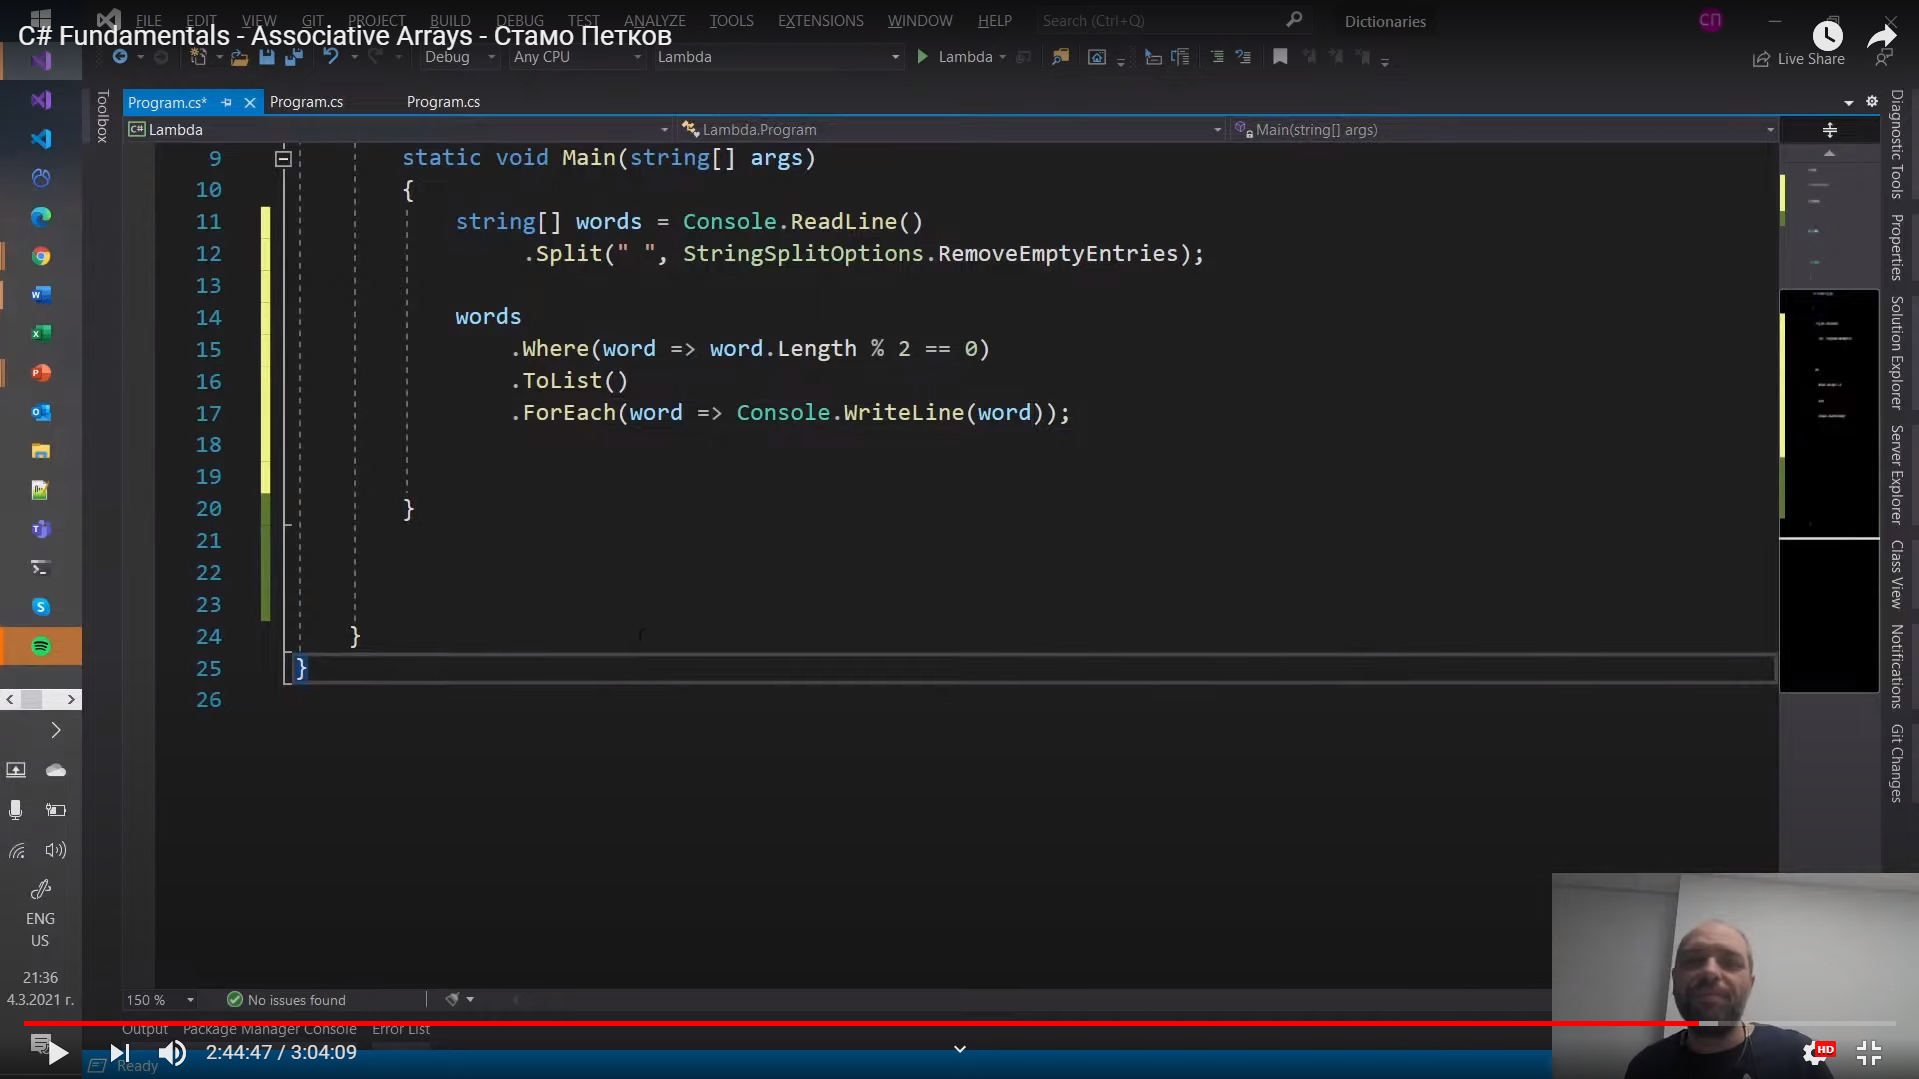 FILE EDIT VIEW GIT PROJECT BUILD DEBUG TEST ANALYZE TOOLS EXTENSIONS WINDOW HELP Search (Ctrl+Q) Dictionaries СП
C# Fundamentals - Associative Arrays - Стамо Петков
Debug Any CPU Lambda Lambda Live Share
Program.cs* Program.cs Program.cs
C# Lambda Lambda.Program Main(string[] args)
9 static void Main(string[] args)
10 {
11 string[] words = Console.ReadLine()
12 .Split(" ", StringSplitOptions.RemoveEmptyEntries);
13
14 words
15 .Where(word => word.Length % 2 == 0)
16 .ToList()
17 .ForEach(word => Console.WriteLine(word));
18
19
20 }
21
22
23
24 }
25 }
26
Toolbox
Diagnostic Tools
Properties
Solution Explorer
Server Explorer
Class View
Notifications
Git Changes
ENG
US
21:36
4.3.2021 г.
150 % No issues found
Output Package Manager Console Error List
2:44:47 / 3:04:09 HD
Ready